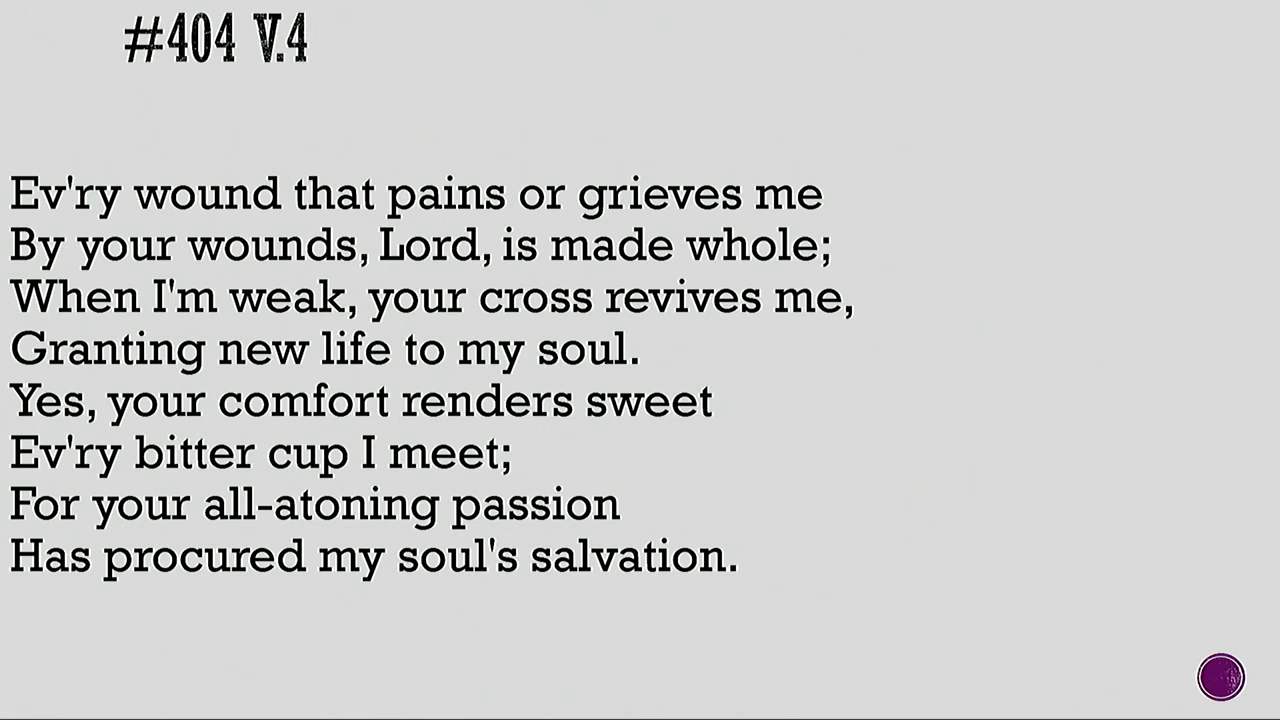 #404 V.4
Ev'ry wound that pains or grieves me
By your wounds, Lord, is made whole;
When I'm weak, your cross revives me,
Granting new life to my soul.
Yes, your comfort renders sweet
Ev'ry bitter cup I meet;
For your all-atoning passion
Has procured my soul's salvation.